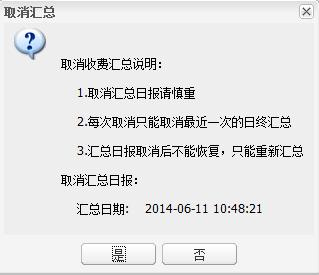 取消汇总
取消收费汇总说明：
1.取消汇总日报请慎重
2.每次取消只能取消最近一次的日终汇总
3.汇总日报取消后不能恢复，只能重新汇总
取消汇总日报：
汇总日期： 2014-06-11 10:48:21
是 否